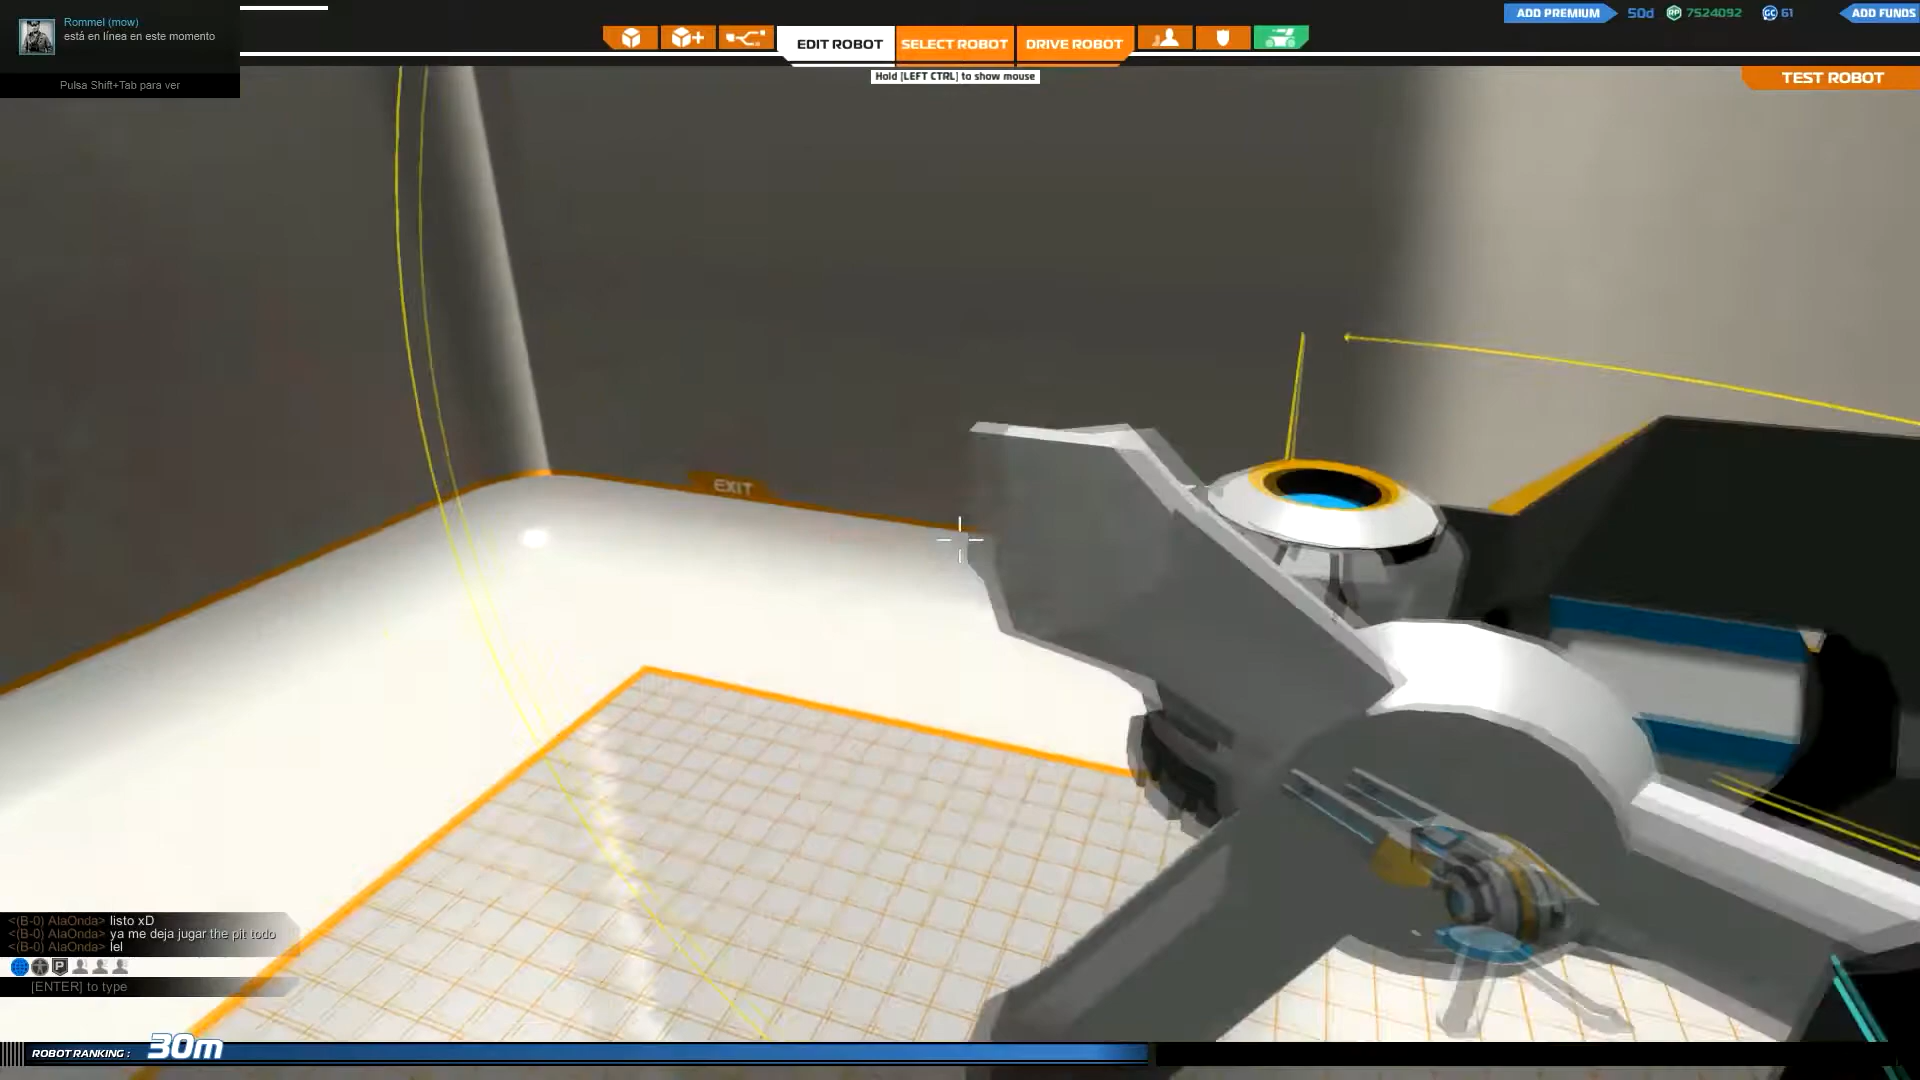 Rommel (mow)
está en línea en este momento
Pulsa Shift+Tab para ver
EDIT ROBOT
SELECT ROBOT
DRIVE ROBOT
Hold [LEFT CTRL] to show mouse
ADD PREMIUM
50d
RP 7524092
GC 61
ADD FUNDS
TEST ROBOT
EXIT
<(B-0) AlaOnda> listo xD
<(B-0) AlaOnda> ya me deja jugar the pit todo
<(B-0) AlaOnda> lel
P
[ENTER] to type
ROBOT RANKING : 30m